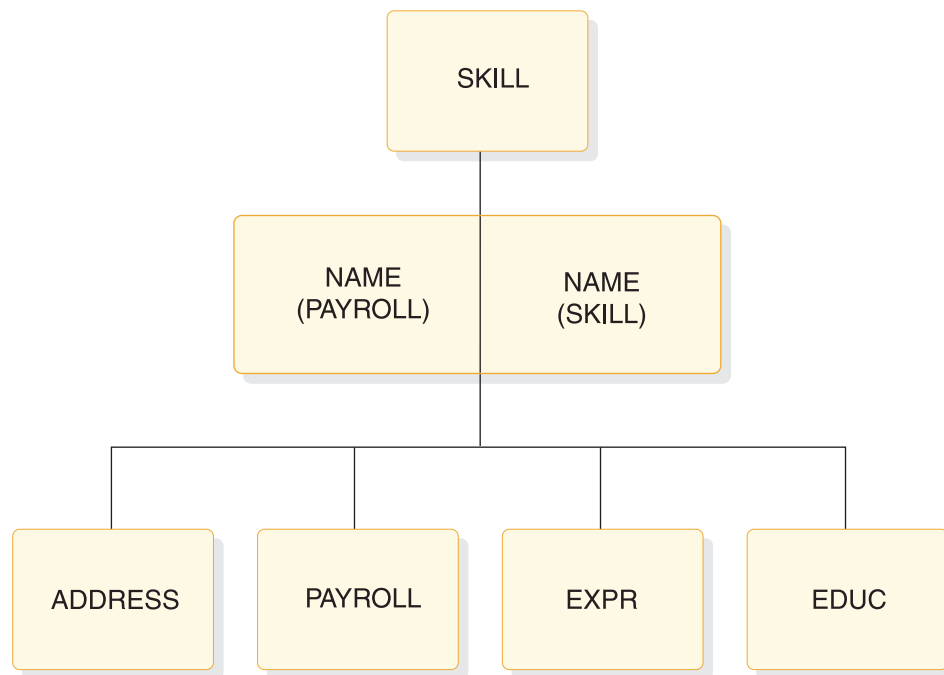 SKILL
NAME
(PAYROLL)
NAME
(SKILL)
ADDRESS
PAYROLL
EXPR
EDUC